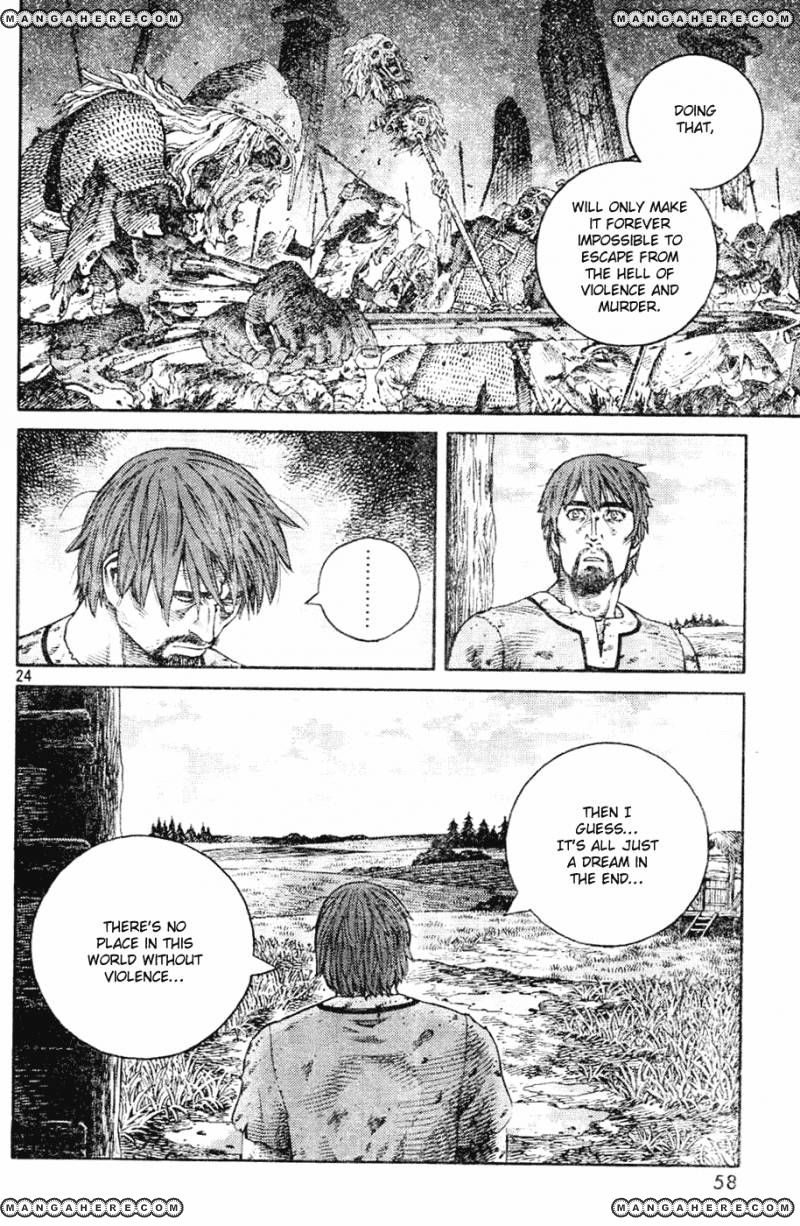 MANGAHERE.COM
MANGAHERE.COM
DOING
THAT,
WILL ONLY MAKE
IT FOREVER
IMPOSSIBLE TO
ESCAPE FROM
THE HELL OF
VIOLENCE AND
MURDER.
.........
24
THEN I
GUESS...
IT'S ALL JUST
A DREAM IN
THE END...
THERE'S NO
PLACE IN THIS
WORLD WITHOUT
VIOLENCE...
58
MANGAHERE.COM
MANGAHERE.COM